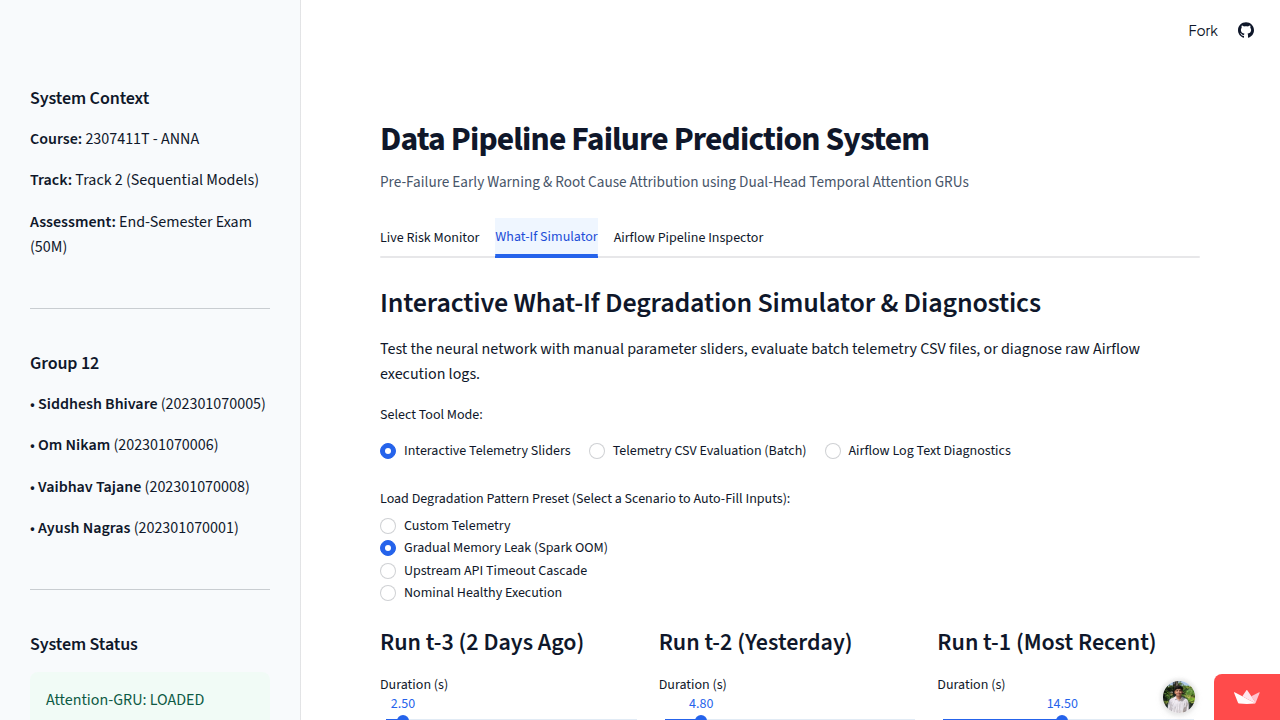 Fork
System Context
Course: 2307411T - ANNA
Track: Track 2 (Sequential Models)
Assessment: End-Semester Exam
(50M)
Group 12
• Siddhesh Bhivare (202301070005)
• Om Nikam (202301070006)
• Vaibhav Tajane (202301070008)
• Ayush Nagras (202301070001)
System Status
Attention-GRU: LOADED
Data Pipeline Failure Prediction System
Pre-Failure Early Warning & Root Cause Attribution using Dual-Head Temporal Attention GRUs
Live Risk Monitor What-If Simulator Airflow Pipeline Inspector
Interactive What-If Degradation Simulator & Diagnostics
Test the neural network with manual parameter sliders, evaluate batch telemetry CSV files, or diagnose raw Airflow
execution logs.
Select Tool Mode:
Interactive Telemetry Sliders Telemetry CSV Evaluation (Batch) Airflow Log Text Diagnostics
Load Degradation Pattern Preset (Select a Scenario to Auto-Fill Inputs):
Custom Telemetry
Gradual Memory Leak (Spark OOM)
Upstream API Timeout Cascade
Nominal Healthy Execution
Run t-3 (2 Days Ago) Run t-2 (Yesterday) Run t-1 (Most Recent)
Duration (s) Duration (s) Duration (s)
2.50 4.80 14.50